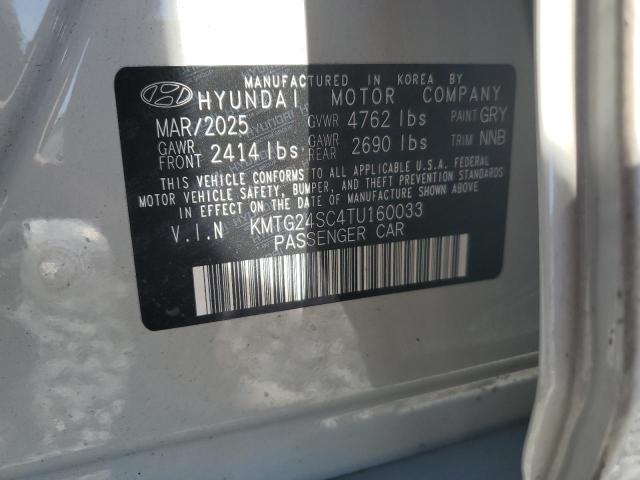 MANUFACTURED IN KOREA BY
HYUNDAI MOTOR COMPANY
MAR/2025 GVWR 4762 lbs PAINT GRY
GAWR FRONT 2414 lbs GAWR REAR 2690 lbs TRIM NNB
THIS VEHICLE CONFORMS TO ALL APPLICABLE U.S.A. FEDERAL
MOTOR VEHICLE SAFETY, BUMPER, AND THEFT PREVENTION STANDARDS
IN EFFECT ON THE DATE OF MANUFACTURE SHOWN ABOVE.
V.I.N KMTG24SC4TU160033
PASSENGER CAR